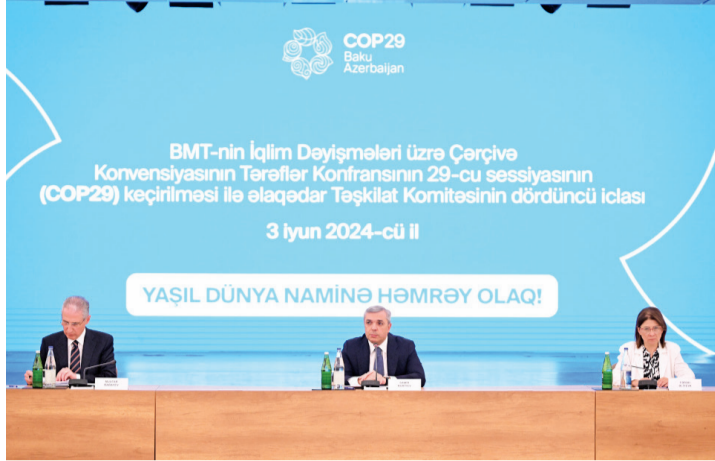 COP29
Baku
Azerbaijan
BMT-nin İqlim Dəyişmələri üzrə Çərçivə
Konvensiyasının Tərəflər Konfransının 29-cu sessiyasının
(COP29) keçirilməsi ilə əlaqədar Təşkilat Komitəsinin dördüncü iclası
3 iyun 2024-cü il
YAŞIL DÜNYA NAMİNƏ HƏMRƏY OLAQ!